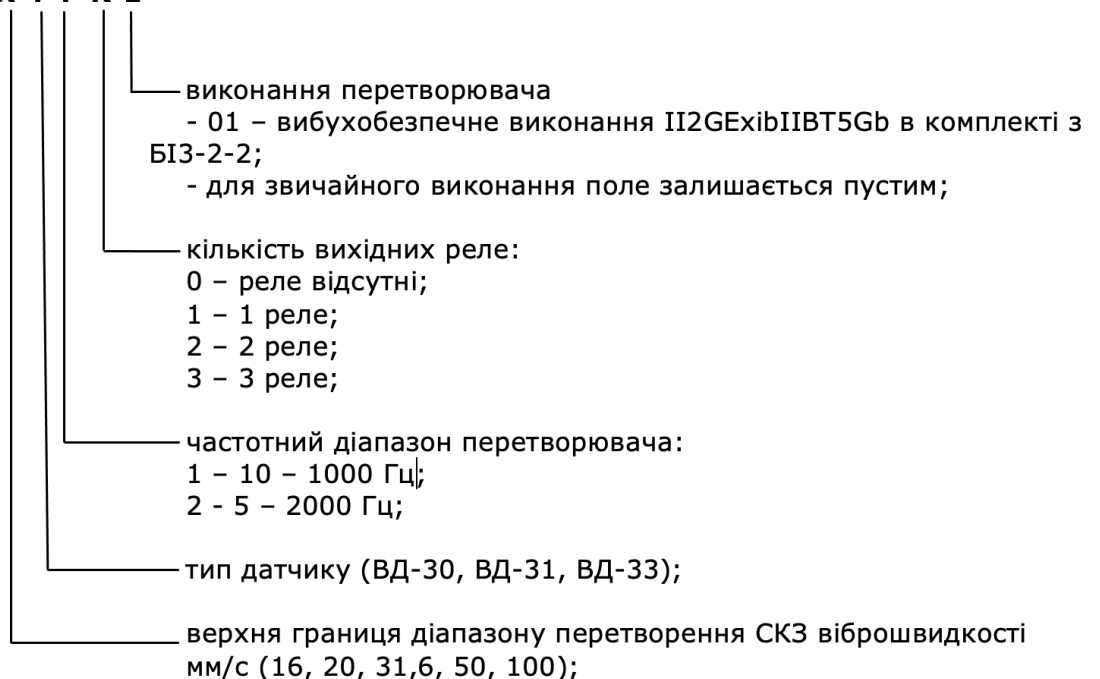 виконання перетворювача
- 01 – вибухобезпечне виконання II2GExibIIBT5Gb в комплекті з
БІЗ-2-2;
- для звичайного виконання поле залишається пустим;
кількість вихідних реле:
0 – реле відсутні;
1 – 1 реле;
2 – 2 реле;
3 – 3 реле;
частотний діапазон перетворювача:
1 – 10 – 1000 Гц;
2 - 5 – 2000 Гц;
тип датчику (ВД-30, ВД-31, ВД-33);
верхня границя діапазону перетворення СКЗ віброшвидкості
мм/с (16, 20, 31,6, 50, 100);